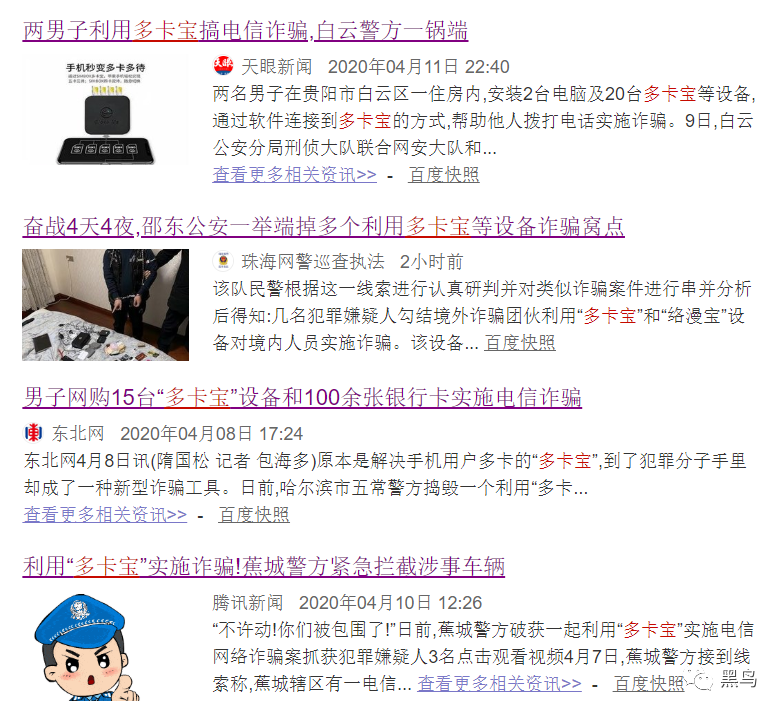 两男子利用多卡宝搞电信诈骗,白云警方一锅端
手机秒变多卡多待
天眼
天眼新闻 2020年04月11日 22:40
两名男子在贵阳市白云区一住房内,安装2台电脑及20台多卡宝等设备,
通过软件连接到多卡宝的方式,帮助他人拨打电话实施诈骗。9日,白云
公安分局刑侦大队联合网安大队和...
查看更多相关资讯>> - 百度快照
奋战4天4夜,邵东公安一举端掉多个利用多卡宝等设备诈骗窝点
珠海网警巡查执法 2小时前
该队民警根据这一线索进行认真研判并对类似诈骗案件进行串并分析
后得知:几名犯罪嫌疑人勾结境外诈骗团伙利用“多卡宝”和“络漫宝”设
备对境内人员实施诈骗。该设备... 百度快照
男子网购15台“多卡宝”设备和100余张银行卡实施电信诈骗
东北网 2020年04月08日 17:24
东北网4月8日讯(隋国松 记者 包海多)原本是解决手机用户多卡的“多卡宝”,到了犯罪分子手里
却成了一种新型诈骗工具。日前,哈尔滨市五常警方捣毁一个利用“多卡...
查看更多相关资讯>> - 百度快照
利用“多卡宝”实施诈骗!蕉城警方紧急拦截涉事车辆
腾讯新闻 2020年04月10日 12:26
“不许动!你们被包围了!”日前,蕉城警方破获一起利用“多卡宝”实施电信
网络诈骗案抓获犯罪嫌疑人3名点击观看视频4月7日,蕉城警方接到线
索称,蕉城辖区有一电信... 查看更多相关资讯>> - 百度快照
黑鸟